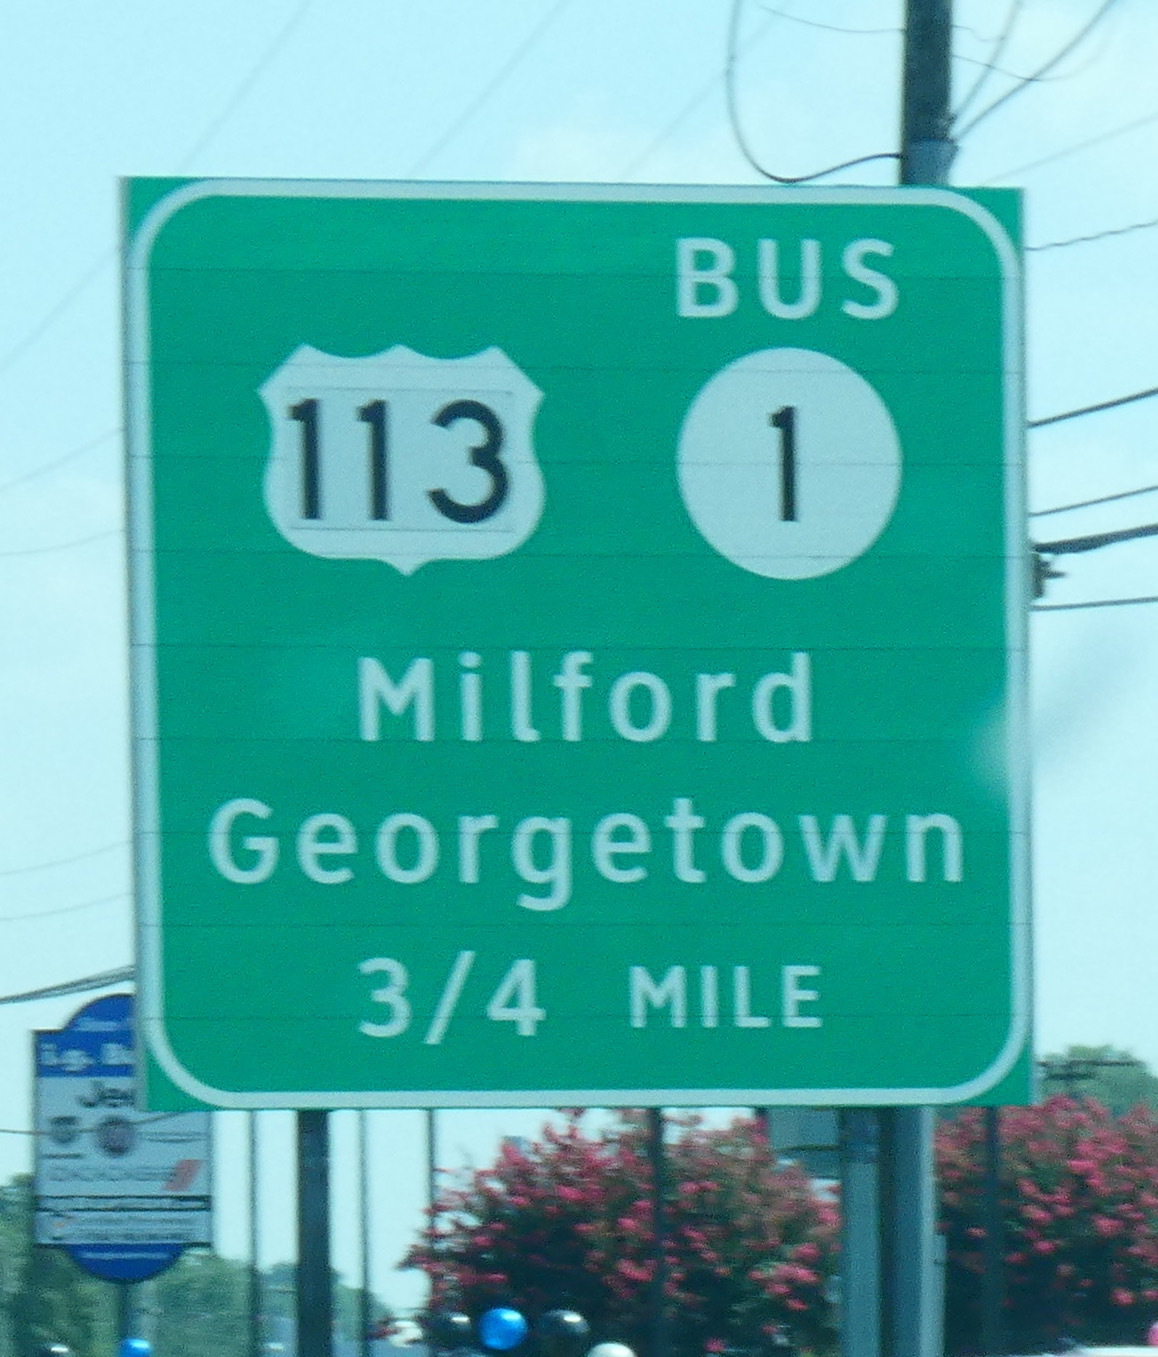 BUS
113 1
Milford
Georgetown
3/4 MILE